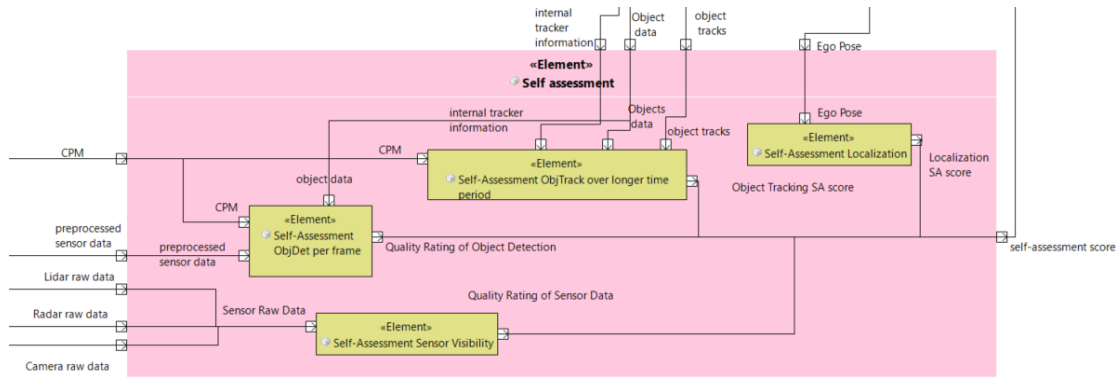 internal
tracker
information
Object
data
object
tracks
Ego Pose
«Element»
Self assessment
internal tracker
information
Objects
data
object tracks
Ego Pose
«Element»
Self-Assessment Localization
Localization
SA score
CPM
CPM
«Element»
Self-Assessment ObjTrack over longer time
period
Object Tracking SA score
object data
CPM
«Element»
Self-Assessment
ObjDet per frame
preprocessed
sensor data
preprocessed
sensor data
Quality Rating of Object Detection
self-assessment score
Lidar raw data
Quality Rating of Sensor Data
Radar raw data
Sensor Raw Data
«Element»
Self-Assessment Sensor Visibility
Camera raw data